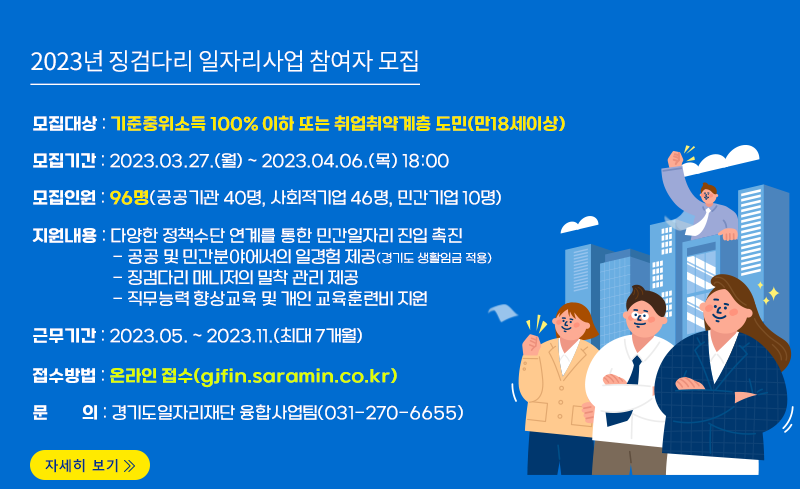 2023년 징검다리 일자리사업 참여자 모집
모집대상 : 기준중위소득 100% 이하 또는 취업취약계층 도민(만18세이상)
모집기간 : 2023.03.27.(월) ~ 2023.04.06.(목) 18:00
모집인원 : 96명(공공기관 40명, 사회적기업 46명, 민간기업 10명)
지원내용 : 다양한 정책수단 연계를 통한 민간일자리 진입 촉진
- 공공 및 민간분야에서의 일경험 제공(경기도 생활임금 적용)
- 징검다리 매니저의 밀착 관리 제공
- 직무능력 향상교육 및 개인 교육훈련비 지원
근무기간 : 2023.05. ~ 2023.11.(최대 7개월)
접수방법 : 온라인 접수(gjfin.saramin.co.kr)
문 의 : 경기도일자리재단 융합사업팀(031-270-6655)
자세히 보기 》